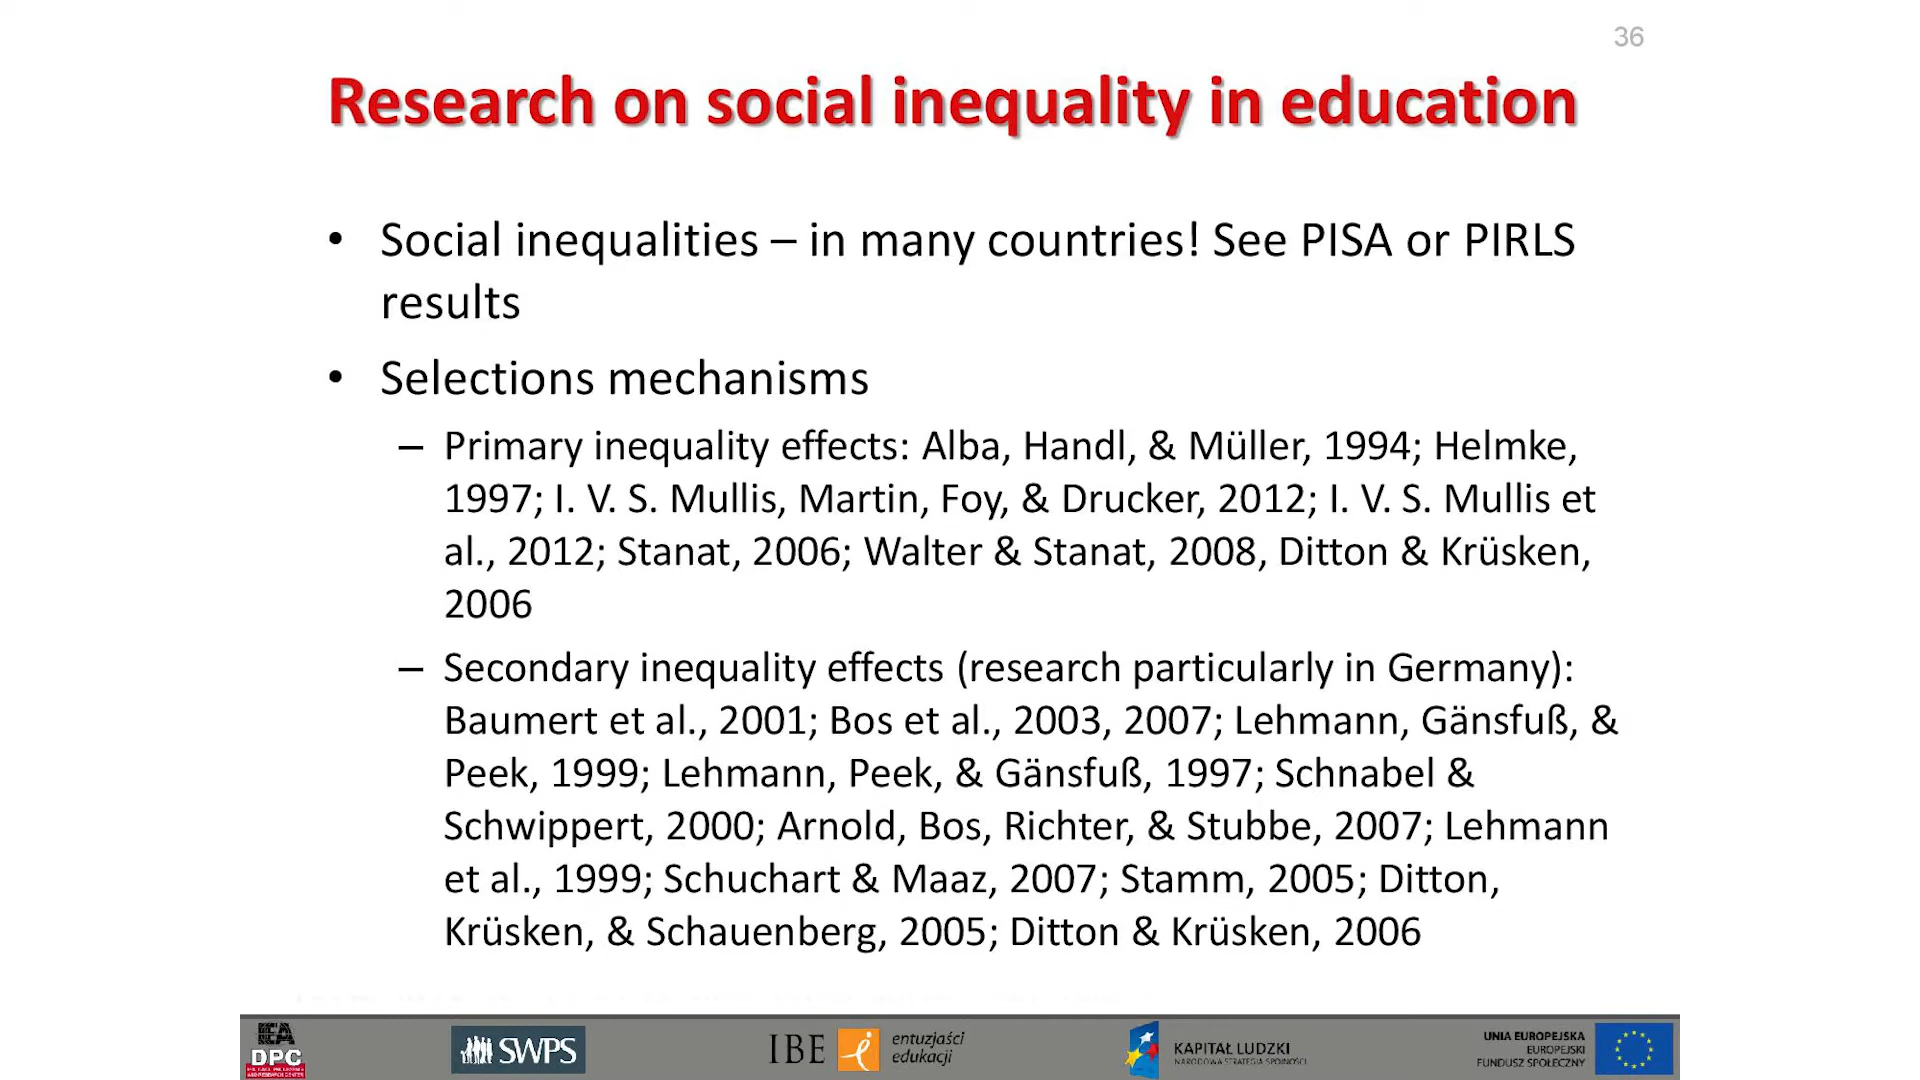 36
Research on social inequality in education
• Social inequalities – in many countries! See PISA or PIRLS
results
• Selections mechanisms
– Primary inequality effects: Alba, Handl, & Müller, 1994; Helmke,
1997; I. V. S. Mullis, Martin, Foy, & Drucker, 2012; I. V. S. Mullis et
al., 2012; Stanat, 2006; Walter & Stanat, 2008, Ditton & Krüsken,
2006
– Secondary inequality effects (research particularly in Germany):
Baumert et al., 2001; Bos et al., 2003, 2007; Lehmann, Gänsfuß, &
Peek, 1999; Lehmann, Peek, & Gänsfuß, 1997; Schnabel &
Schwippert, 2000; Arnold, Bos, Richter, & Stubbe, 2007; Lehmann
et al., 1999; Schuchart & Maaz, 2007; Stamm, 2005; Ditton,
Krüsken, & Schauenberg, 2005; Ditton & Krüsken, 2006
IEA
DPC
SWPS
IBE
entuzjaści
edukacji
KAPITAŁ LUDZKI
NARODOWA STRATEGIA SPÓJNOŚCI
UNIA EUROPEJSKA
EUROPEJSKI
FUNDUSZ SPOŁECZNY